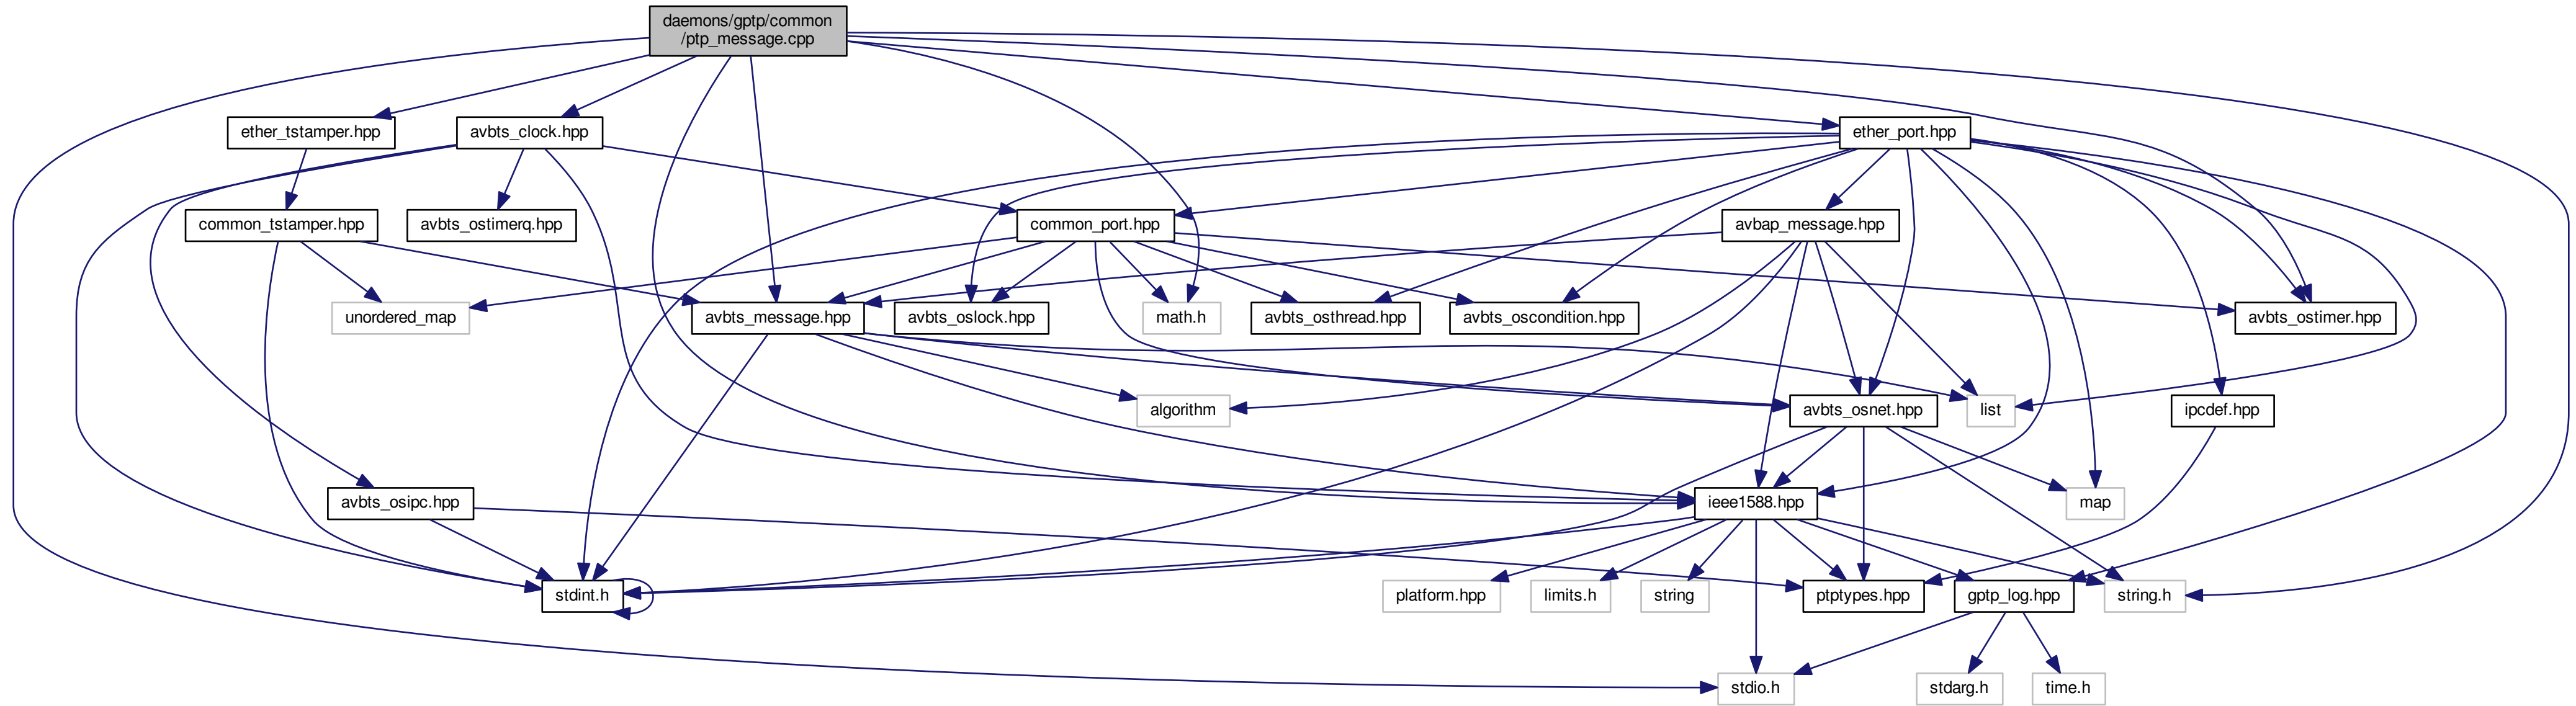 daemons/gptp/common
/ptp_message.cpp
ether_tstamper.hpp
avbts_clock.hpp
ether_port.hpp
common_tstamper.hpp
avbts_ostimerq.hpp
common_port.hpp
avbap_message.hpp
unordered_map
avbts_message.hpp
avbts_oslock.hpp
math.h
avbts_osthread.hpp
avbts_oscondition.hpp
avbts_ostimer.hpp
algorithm
avbts_osnet.hpp
list
ipcdef.hpp
avbts_osipc.hpp
ieee1588.hpp
map
stdint.h
platform.hpp
limits.h
string
ptptypes.hpp
gptp_log.hpp
string.h
stdio.h
stdarg.h
time.h